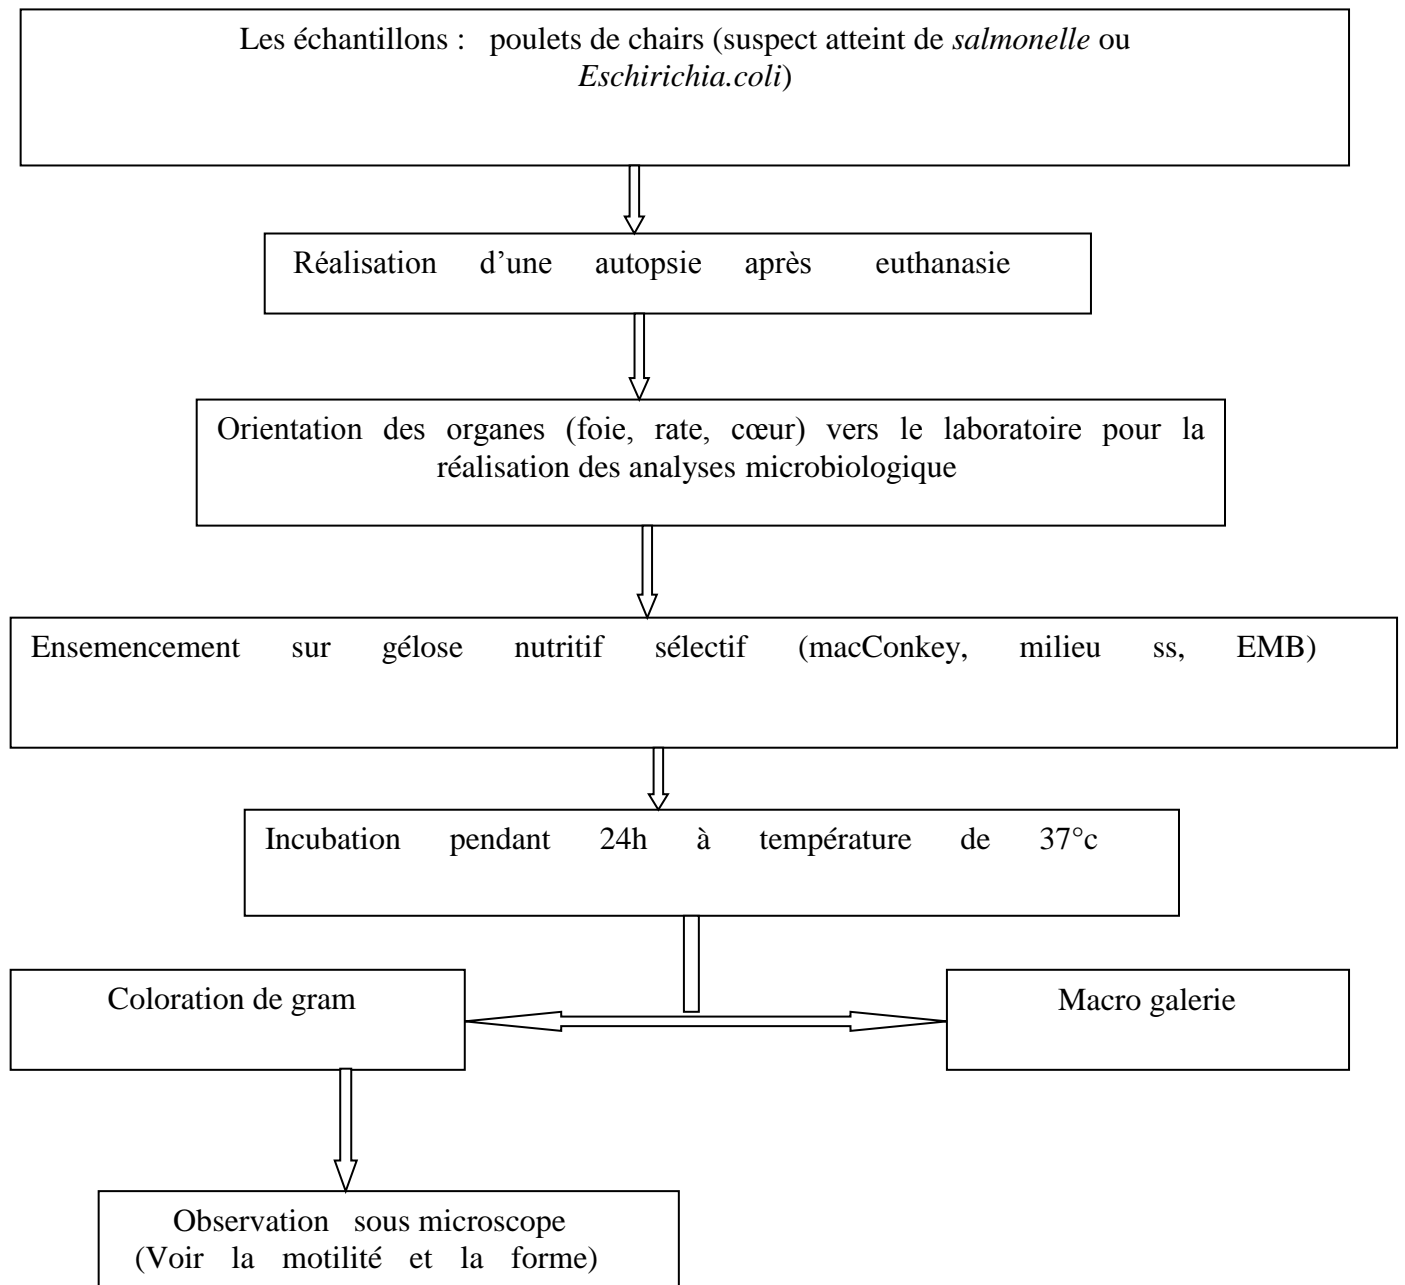 Les échantillons : poulets de chairs (suspect atteint de salmonelle ou
Eschirichia.coli)
Réalisation d'une autopsie après euthanasie
Orientation des organes (foie, rate, cœur) vers le laboratoire pour la
réalisation des analyses microbiologique
Ensemencement sur gélose nutritif sélectif (macConkey, milieu ss, EMB)
Incubation pendant 24h à température de 37°c
Coloration de gram
Macro galerie
Observation sous microscope
(Voir la motilité et la forme)